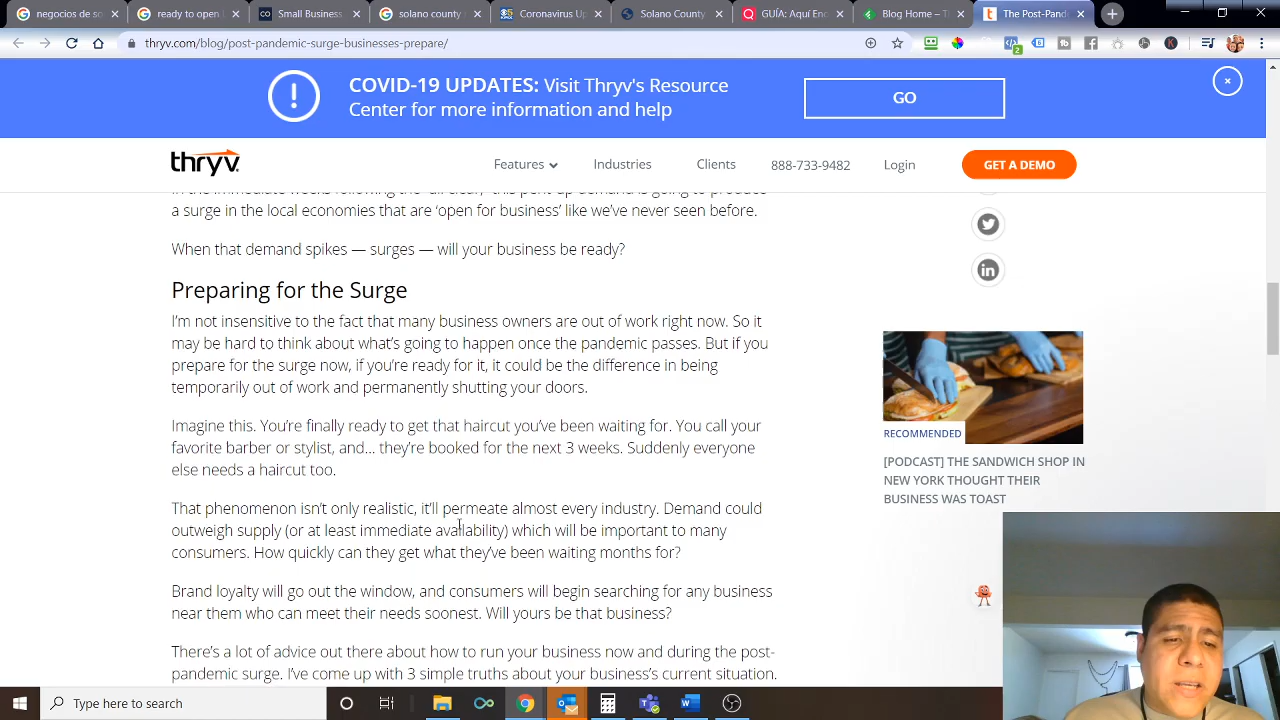 negocios de
ready to open
Small Business
solano county
Coronavirus Up
Solano County
GUÍA: Aquí Enc
Blog Home – Ti
The Post-Pande
thryv.com/blog/post-pandemic-surge-businesses-prepare/
2
COVID-19 UPDATES: Visit Thryv's Resource
Center for more information and help
GO
thryv
Features
Industries
Clients
888-733-9482
Login
GET A DEMO
a surge in the local economies that are ‘open for business’ like we’ve never seen before.
When that demand spikes — surges — will your business be ready?
Preparing for the Surge
I’m not insensitive to the fact that many business owners are out of work right now. So it
may be hard to think about what’s going to happen once the pandemic passes. But if you
prepare for the surge now, if you’re ready for it, it could be the difference in being
temporarily out of work and permanently shutting your doors.
Imagine this. You’re finally ready to get that haircut you’ve been waiting for. You call your
favorite barber or stylist, and… they’re booked for the next 3 weeks. Suddenly everyone
else needs a haircut too.
That phenomenon isn’t only realistic, it’ll permeate almost every industry. Demand could
outweigh supply (or at least immediate availability) which will be important to many
consumers. How quickly can they get what they’ve been waiting months for?
Brand loyalty will go out the window, and consumers will begin searching for any business
near them who can meet their needs soonest. Will yours be that business?
There’s a lot of advice out there about how to run your business now and during the post-
pandemic surge. I’ve come up with 3 simple truths about your business’s current situation.
RECOMMENDED
[PODCAST] THE SANDWICH SHOP IN
NEW YORK THOUGHT THEIR
BUSINESS WAS TOAST
Type here to search